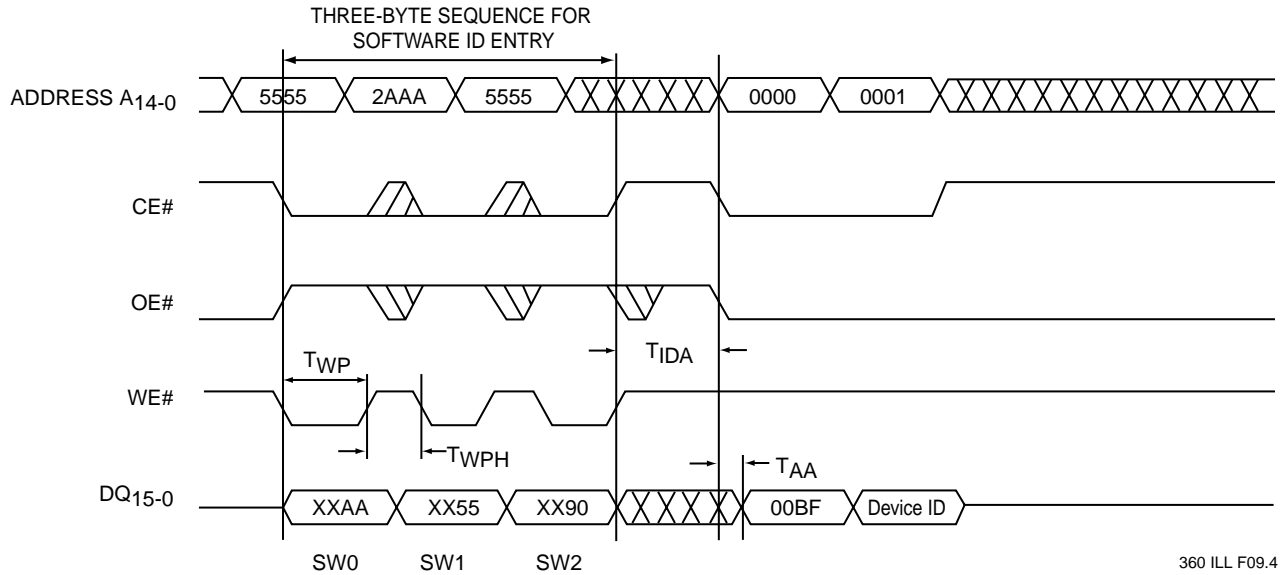 THREE-BYTE SEQUENCE FOR
SOFTWARE ID ENTRY
ADDRESS A14-0
5555 2AAA 5555 0000 0001
CE#
OE#
TIDA
TWP
WE#
TWPH
TAA
DQ15-0
XXAA XX55 XX90 00BF Device ID
SW0 SW1 SW2
360 ILL F09.4